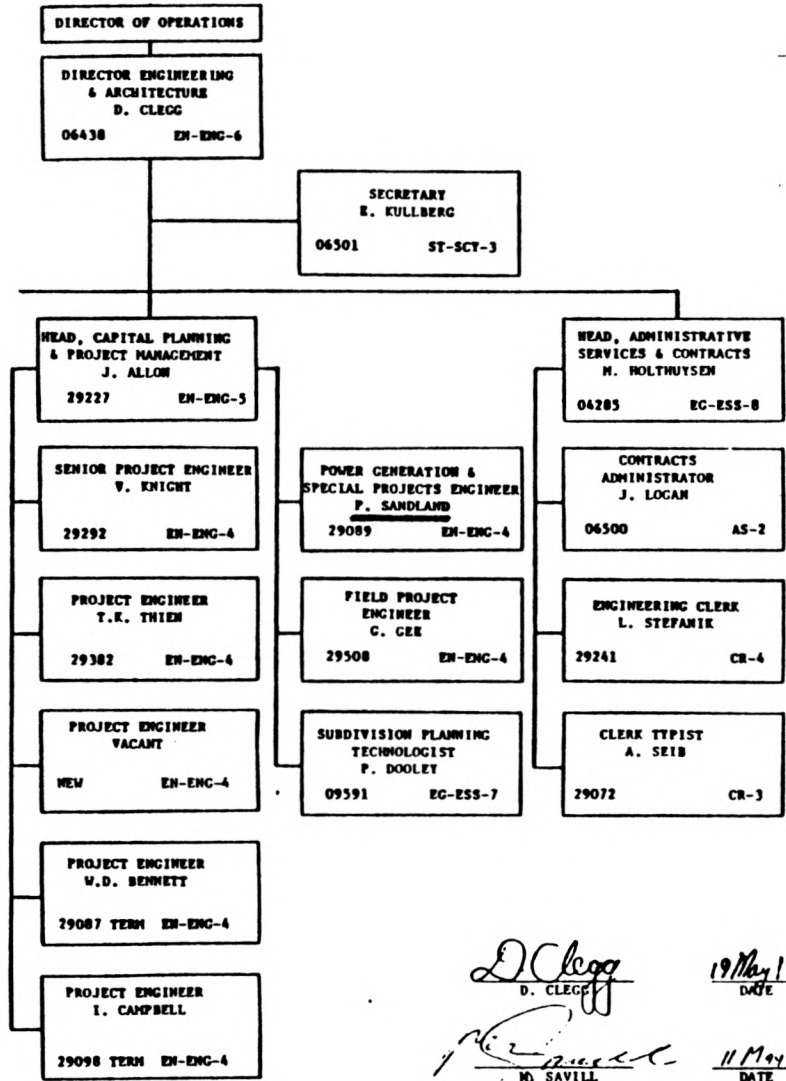 DIRECTOR OF OPERATIONS
DIRECTOR ENGINEERING
& ARCHITECTURE
D. CLEGG
06438 EN-ENG-6
SECRETARY
E. KULLBERG
06501 ST-SCY-3
HEAD, CAPITAL PLANNING
& PROJECT MANAGEMENT
J. ALLON
29227 EN-ENG-5
SENIOR PROJECT ENGINEER
V. KNIGHT
29292 EN-ENG-4
PROJECT ENGINEER
T.K. THIEN
29382 EN-ENG-4
PROJECT ENGINEER
VACANT
NEW EN-ENG-4
PROJECT ENGINEER
W.D. BENNETT
29087 TERM EN-ENG-4
PROJECT ENGINEER
I. CAMPBELL
29098 TERM EN-ENG-4
POWER GENERATION &
SPECIAL PROJECTS ENGINEER
P. SANDLAND
29089 EN-ENG-4
FIELD PROJECT
ENGINEER
G. GEE
29508 EN-ENG-4
SUBDIVISION PLANNING
TECHNOLOGIST
P. DOOLEY
09591 EG-ESS-7
HEAD, ADMINISTRATIVE
SERVICES & CONTRACTS
M. HOLTHUYSEN
04285 EG-ESS-8
CONTRACTS
ADMINISTRATOR
J. LOGAN
06500 AS-2
ENGINEERING CLERK
L. STEFANIK
29241 CR-4
CLERK TYPIST
A. SEIB
29072 CR-3
D. Clegg 19 May 1
D. CLEGG DATE
11 May
SAVILL DATE